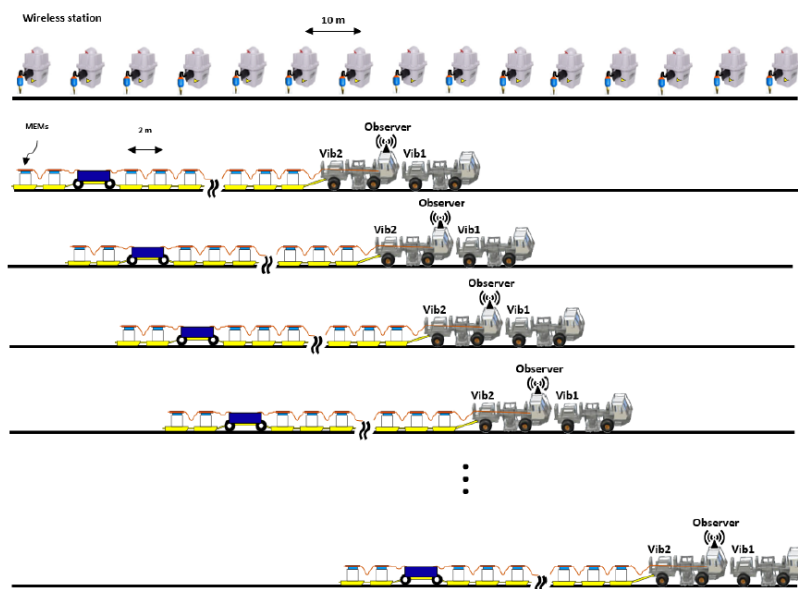 Wireless station
10 m
MEMs
2 m
Observer
Vib2 Vib1
Observer
Vib2 Vib1
Observer
Vib2 Vib1
Observer
Vib2 Vib1
Observer
Vib2 Vib1